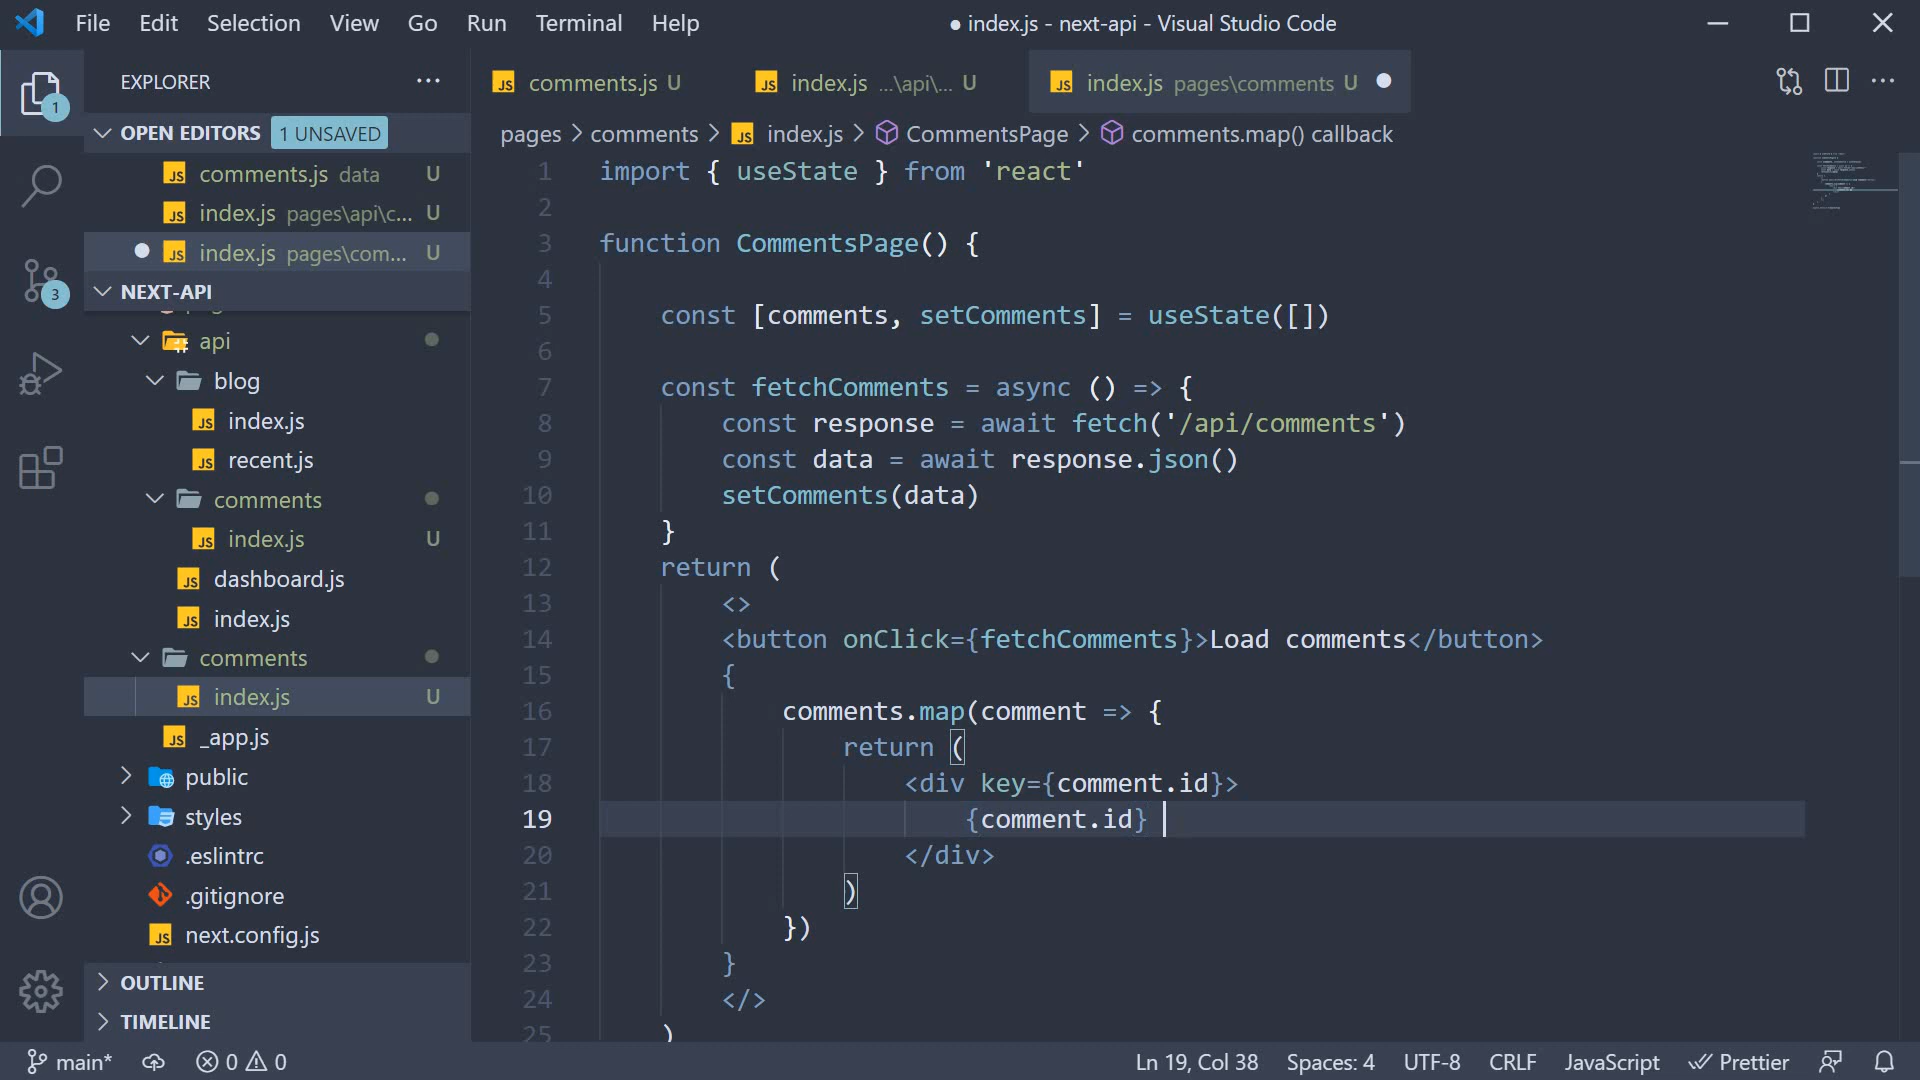 File Edit Selection View Go Run Terminal Help
● index.js - next-api - Visual Studio Code
EXPLORER
1
OPEN EDITORS 1 UNSAVED
comments.js data U
index.js pages\api\c... U
index.js pages\com... U
3
NEXT-API
api
blog
index.js
recent.js
comments
index.js U
dashboard.js
index.js
comments
index.js U
_app.js
public
styles
.eslintrc
.gitignore
next.config.js
OUTLINE
TIMELINE
comments.js U
index.js ...\api\... U
index.js pages\comments U
pages > comments > index.js > CommentsPage > comments.map() callback
1 import { useState } from 'react'
2
3 function CommentsPage() {
4
5 const [comments, setComments] = useState([])
6
7 const fetchComments = async () => {
8 const response = await fetch('/api/comments')
9 const data = await response.json()
10 setComments(data)
11 }
12 return (
13 <>
14 <button onClick={fetchComments}>Load comments</button>
15 {
16 comments.map(comment => {
17 return (
18 <div key={comment.id}>
19 {comment.id}
20 </div>
21 )
22 })
23 }
24 </>
25 )
main* 0 0
Ln 19, Col 38 Spaces: 4 UTF-8 CRLF JavaScript Prettier